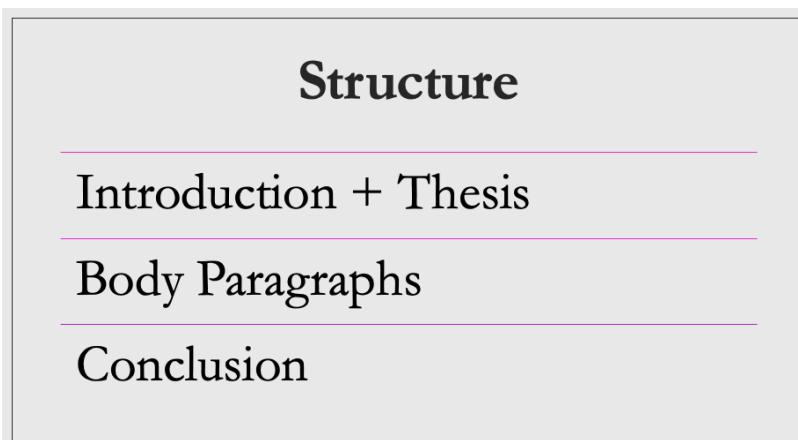 Structure
Introduction + Thesis
Body Paragraphs
Conclusion